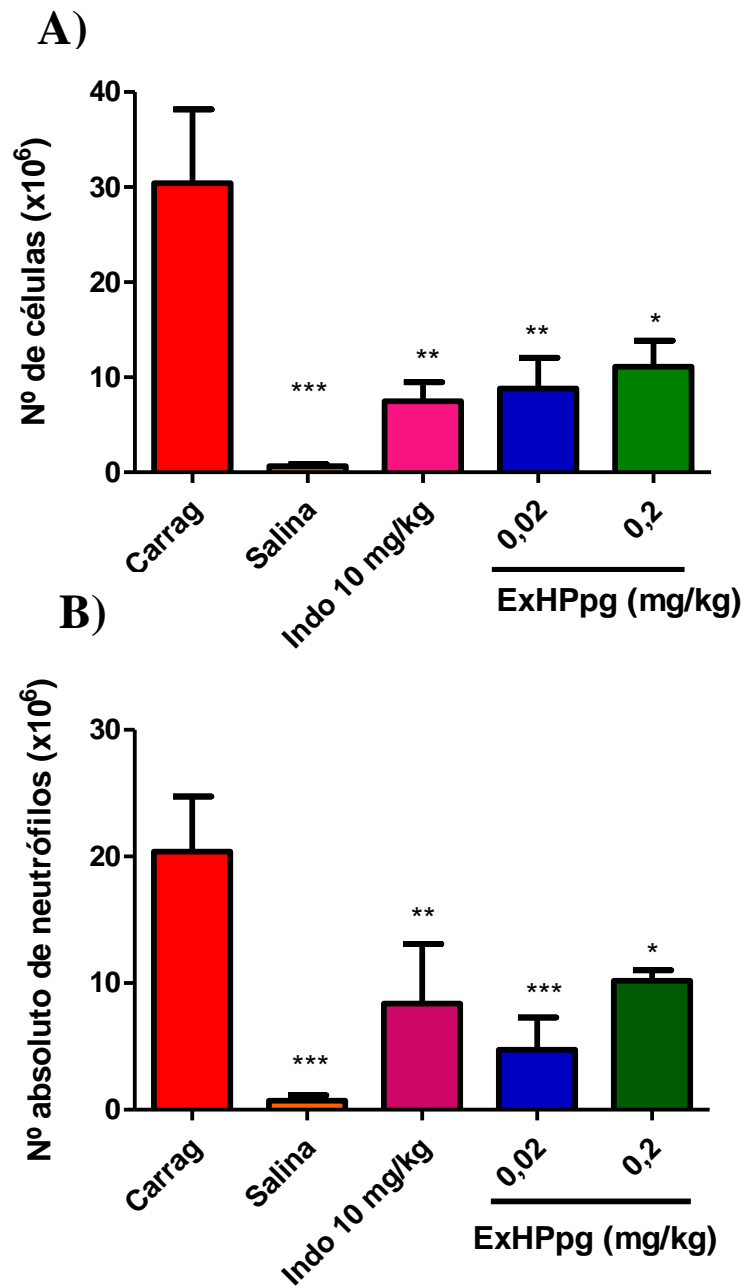 A)
Nº de células (x10⁶)
40
30
20
10
0
***
**
**
*
Carrag
Salina
Indo 10 mg/kg
0,02
0,2
ExHPpg (mg/kg)
B)
Nº absoluto de neutrófilos (x10⁶)
30
20
10
0
***
**
***
*
Carrag
Salina
Indo 10 mg/kg
0,02
0,2
ExHPpg (mg/kg)